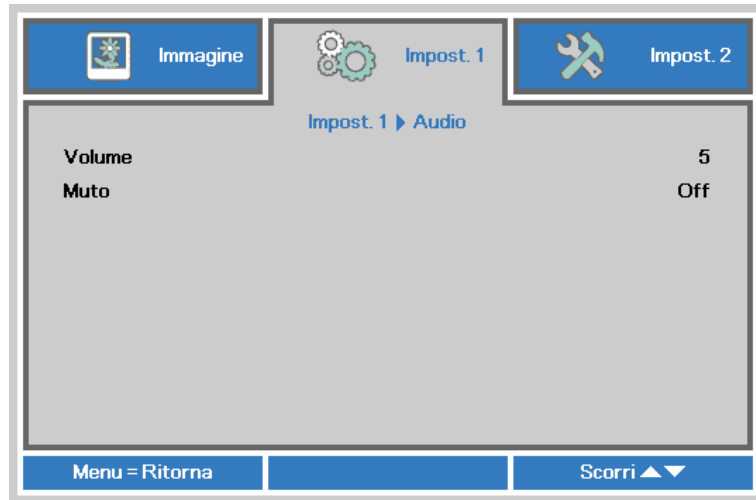 Immagine
Impost. 1
Impost. 2
Impost. 1 ▶ Audio
Volume 5
Muto Off
Menu = Ritorna
Scorri ▲▼